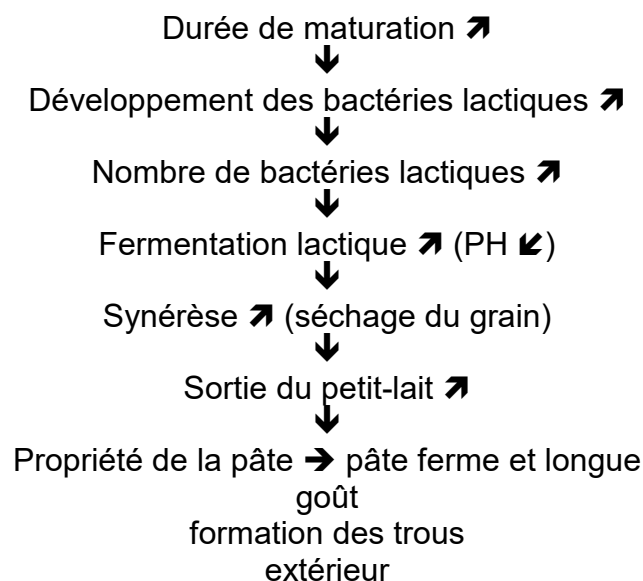 Durée de maturation ↗
↓
Développement des bactéries lactiques ↗
↓
Nombre de bactéries lactiques ↗
↓
Fermentation lactique ↗ (PH ↙)
↓
Synérèse ↗ (séchage du grain)
↓
Sortie du petit-lait ↗
↓
Propriété de la pâte → pâte ferme et longue
goût
formation des trous
extérieur